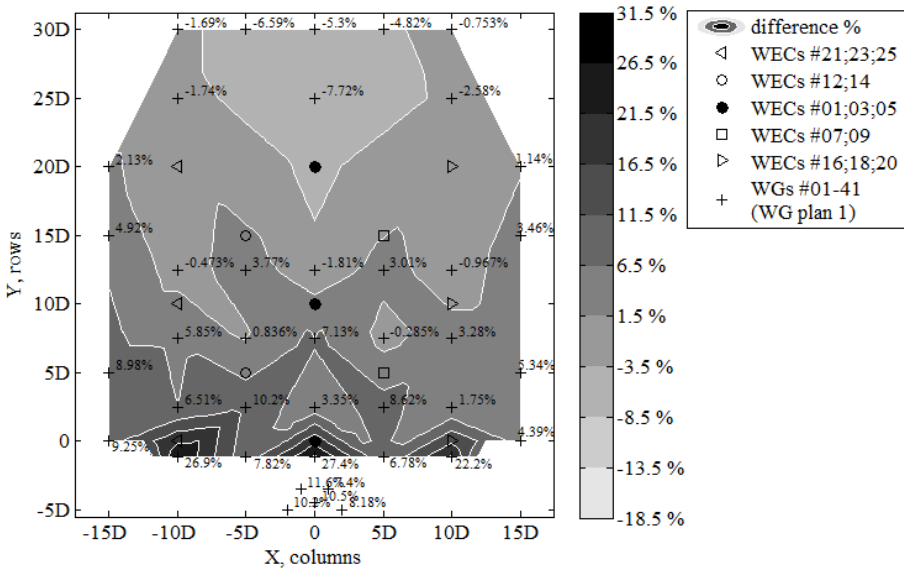 -1.69% -6.59% -5.3% -4.82% -0.753%
30D
-1.74% -7.72% -2.58%
25D
2.13% 1.14%
20D
4.92% 3.46%
15D
-0.473% 3.77% -1.81% 3.01% -0.967%
10D
5.85% 0.836% 7.13% -0.285% 3.28%
8.98% 5.34%
5D
6.51% 10.2% 3.35% 8.62% 1.75%
0
9.25% 4.39%
26.9% 7.82% 27.4% 6.78% 22.2%
11.6% 7.4%
10.5%
8.18%
-5D
-15D -10D -5D 0 5D 10D 15D
X, columns
Y, rows
31.5 %
26.5 %
21.5 %
16.5 %
11.5 %
6.5 %
1.5 %
-3.5 %
-8.5 %
-13.5 %
-18.5 %
difference %
WECs #21;23;25
WECs #12;14
WECs #01;03;05
WECs #07;09
WECs #16;18;20
WGs #01-41
(WG plan 1)